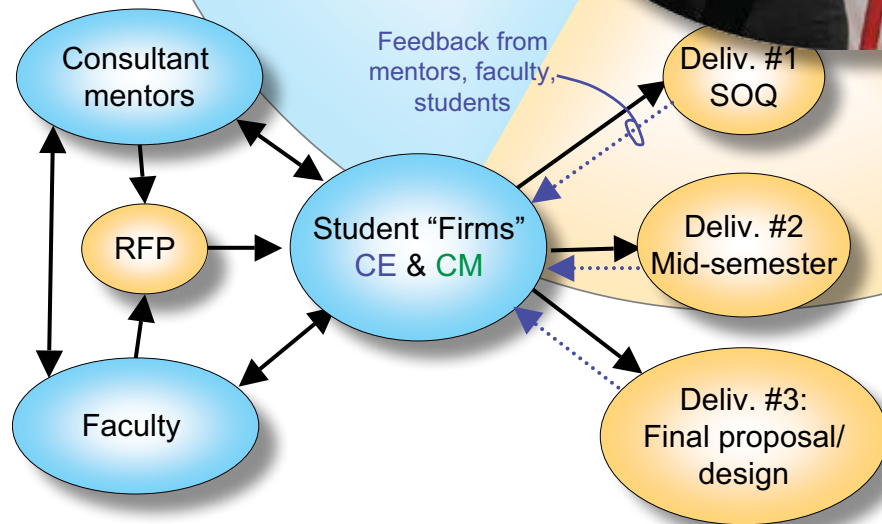 Consultant
mentors
Feedback from
mentors, faculty,
students
Deliv. #1
SOQ
RFP
Student “Firms”
CE & CM
Deliv. #2
Mid-semester
Faculty
Deliv. #3:
Final proposal/
design